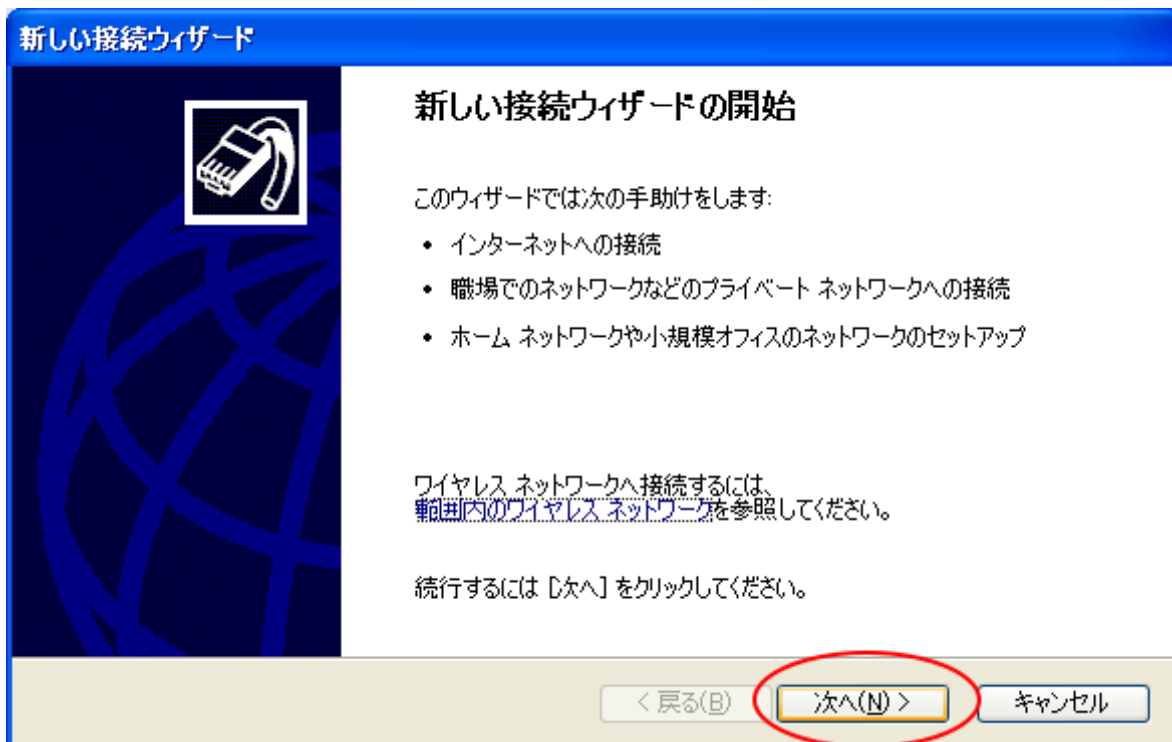 新しい接続ウィザード
新しい接続ウィザードの開始
このウィザードでは次の手助けをします:
• インターネットへの接続
• 職場でのネットワークなどのプライベート ネットワークへの接続
• ホーム ネットワークや小規模オフィスのネットワークのセットアップ
ワイヤレス ネットワークへ接続するには、
範囲内のワイヤレス ネットワークを参照してください。
続行するには [次へ] をクリックしてください。
< 戻る(B) 次へ(N) > キャンセル